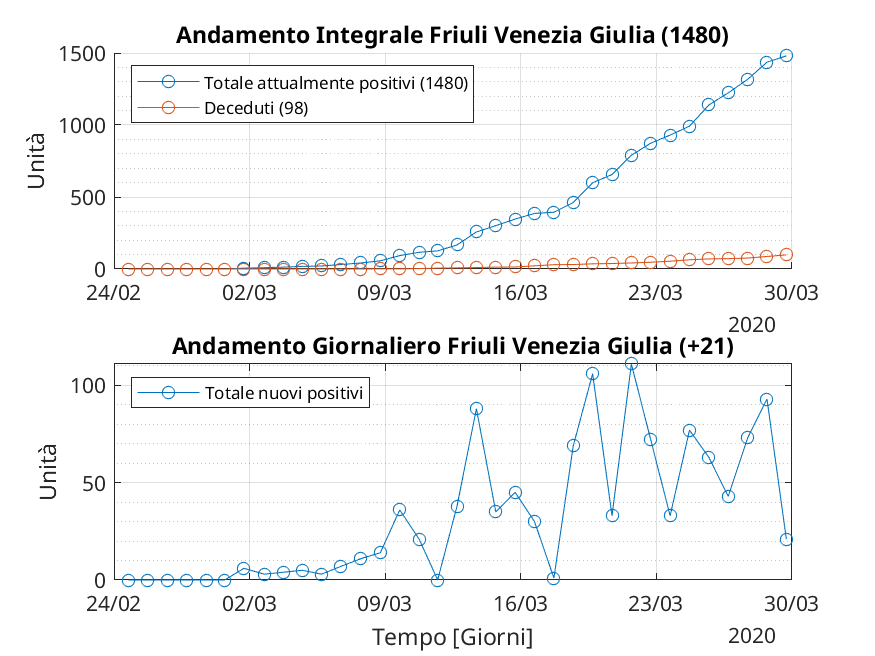 Andamento Integrale Friuli Venezia Giulia (1480)
1500
Totale attualmente positivi (1480)
Deceduti (98)
1000
Unità
500
0
24/02 02/03 09/03 16/03 23/03 30/03
2020
Andamento Giornaliero Friuli Venezia Giulia (+21)
100
Totale nuovi positivi
Unità
50
0
24/02 02/03 09/03 16/03 23/03 30/03
Tempo [Giorni]
2020